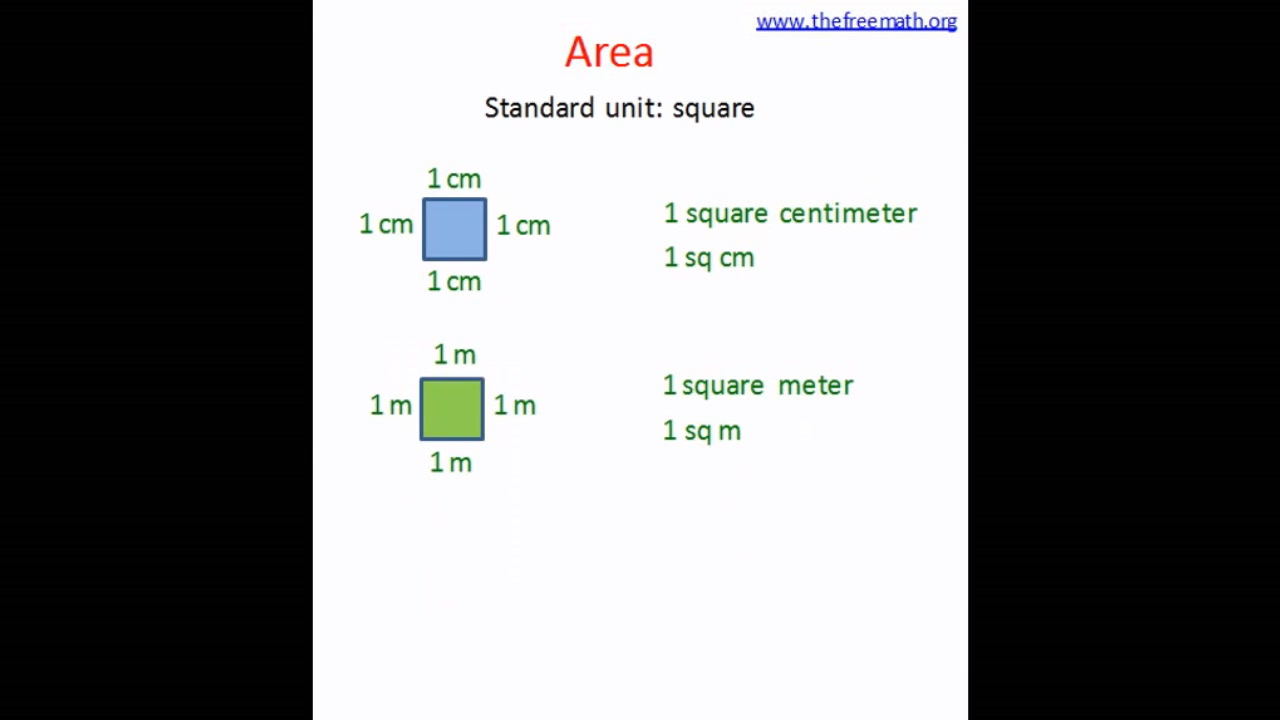 www.thefreemath.org
Area
Standard unit: square
1 cm
1 cm
1 cm
1 cm
1 square centimeter
1 sq cm
1 m
1 m
1 m
1 m
1 square meter
1 sq m